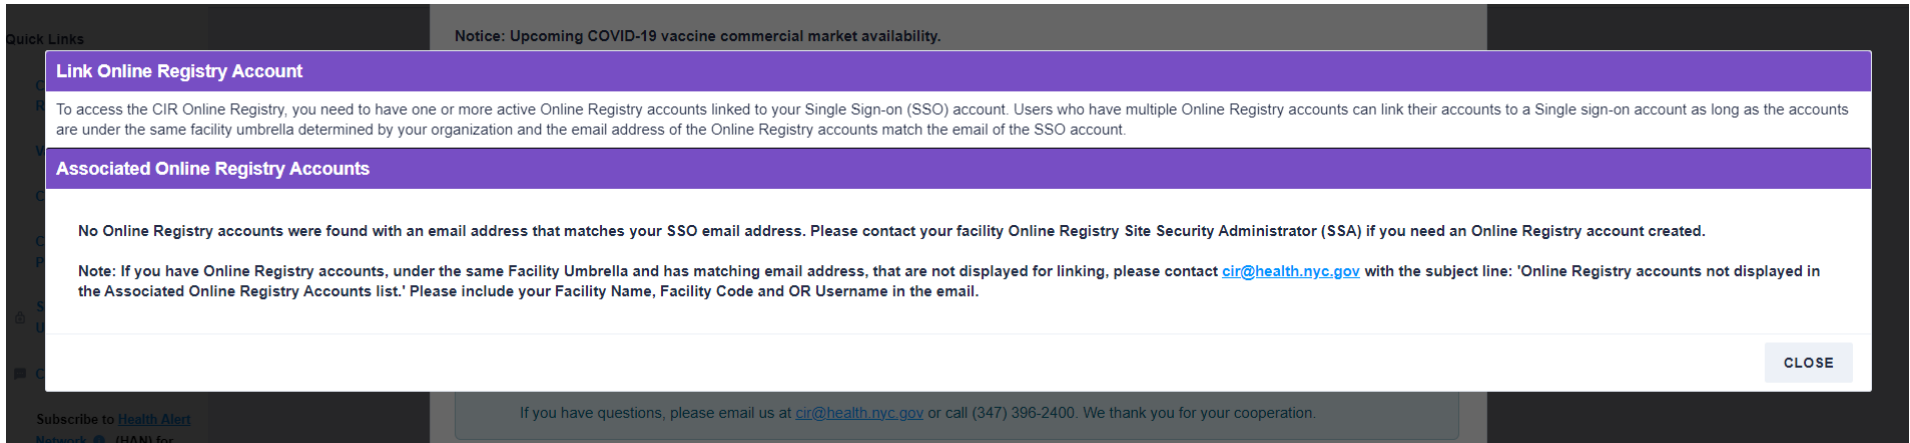 Quick Links
Notice: Upcoming COVID-19 vaccine commercial market availability.
Link Online Registry Account
To access the CIR Online Registry, you need to have one or more active Online Registry accounts linked to your Single Sign-on (SSO) account. Users who have multiple Online Registry accounts can link their accounts to a Single sign-on account as long as the accounts
are under the same facility umbrella determined by your organization and the email address of the Online Registry accounts match the email of the SSO account.
Associated Online Registry Accounts
No Online Registry accounts were found with an email address that matches your SSO email address. Please contact your facility Online Registry Site Security Administrator (SSA) if you need an Online Registry account created.
Note: If you have Online Registry accounts, under the same Facility Umbrella and has matching email address, that are not displayed for linking, please contact cir@health.nyc.gov with the subject line: 'Online Registry accounts not displayed in
the Associated Online Registry Accounts list.' Please include your Facility Name, Facility Code and OR Username in the email.
CLOSE
If you have questions, please email us at cir@health.nyc.gov or call (347) 396-2400. We thank you for your cooperation.
Subscribe to Health Alert
Network (HAN) for